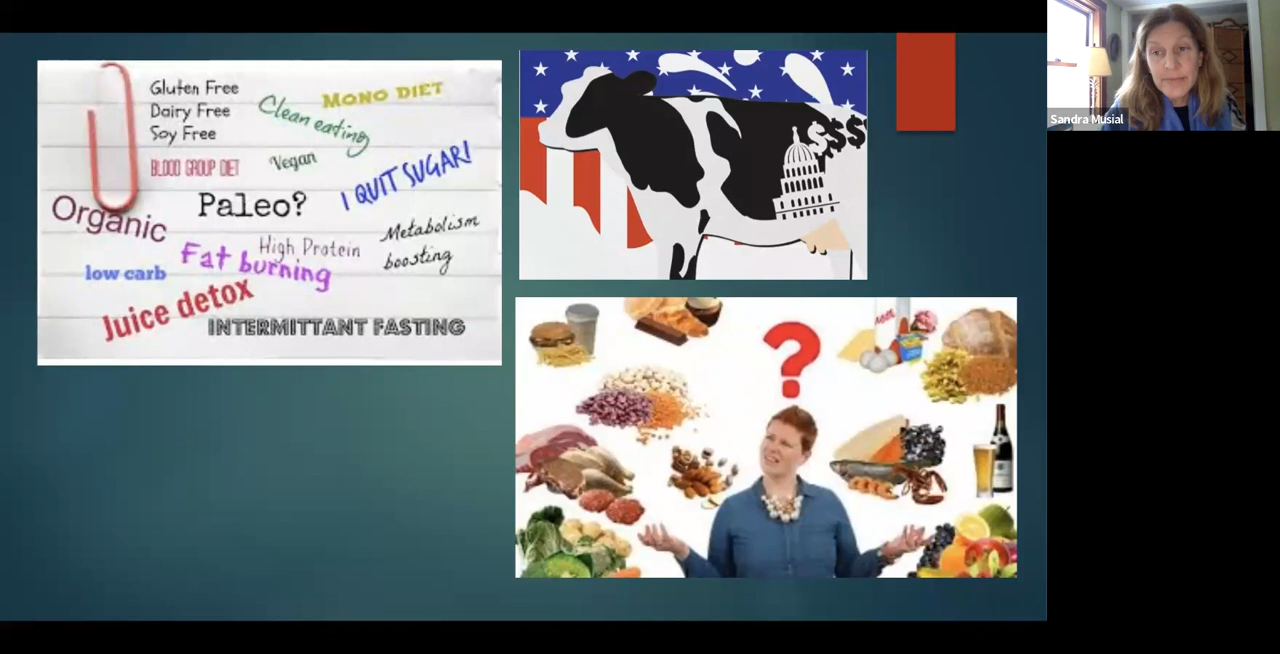 Gluten Free
Dairy Free
Soy Free
MONO DIET
Clean eating
BLOOD GROUP DIET
Vegan
I QUIT SUGAR!
Organic
Paleo?
High Protein
Metabolism
boosting
low carb
Fat burning
Juice detox
INTERMITTANT FASTING
$$$
?
Sandra Musial